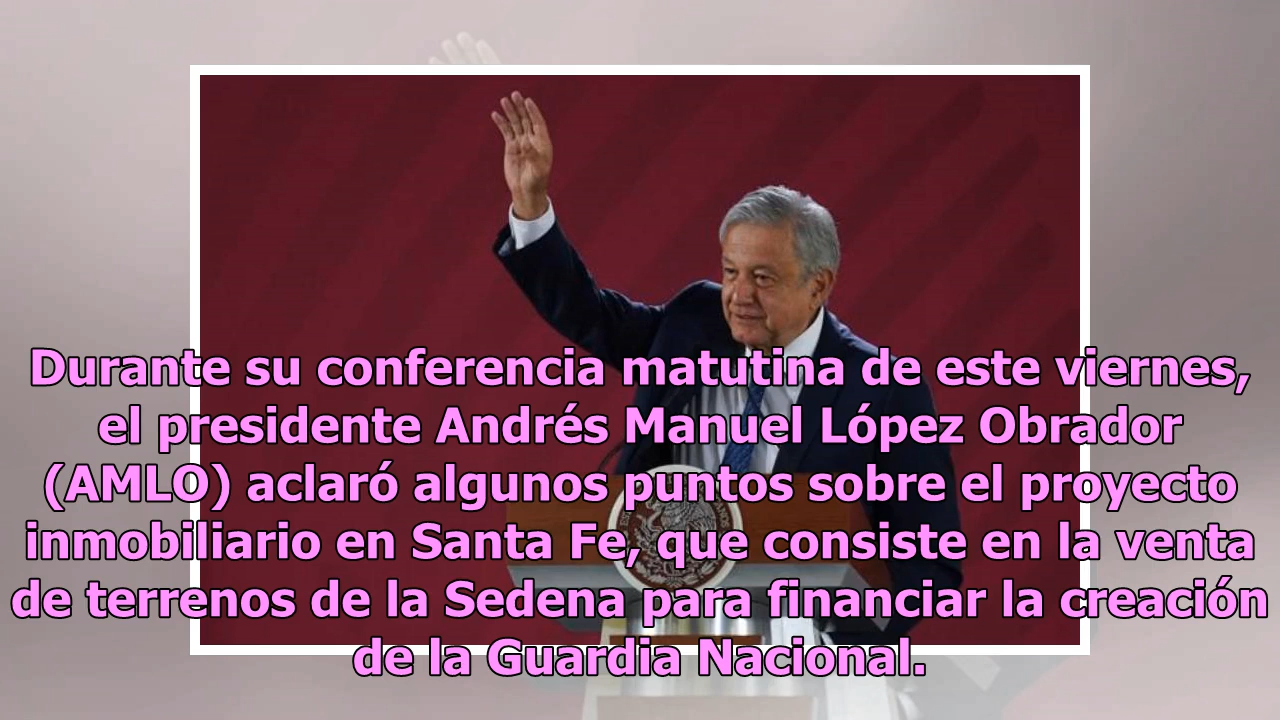 Durante su conferencia matutina de este viernes,
el presidente Andrés Manuel López Obrador
(AMLO) aclaró algunos puntos sobre el proyecto
inmobiliario en Santa Fe, que consiste en la venta
de terrenos de la Sedena para financiar la creación
de la Guardia Nacional.